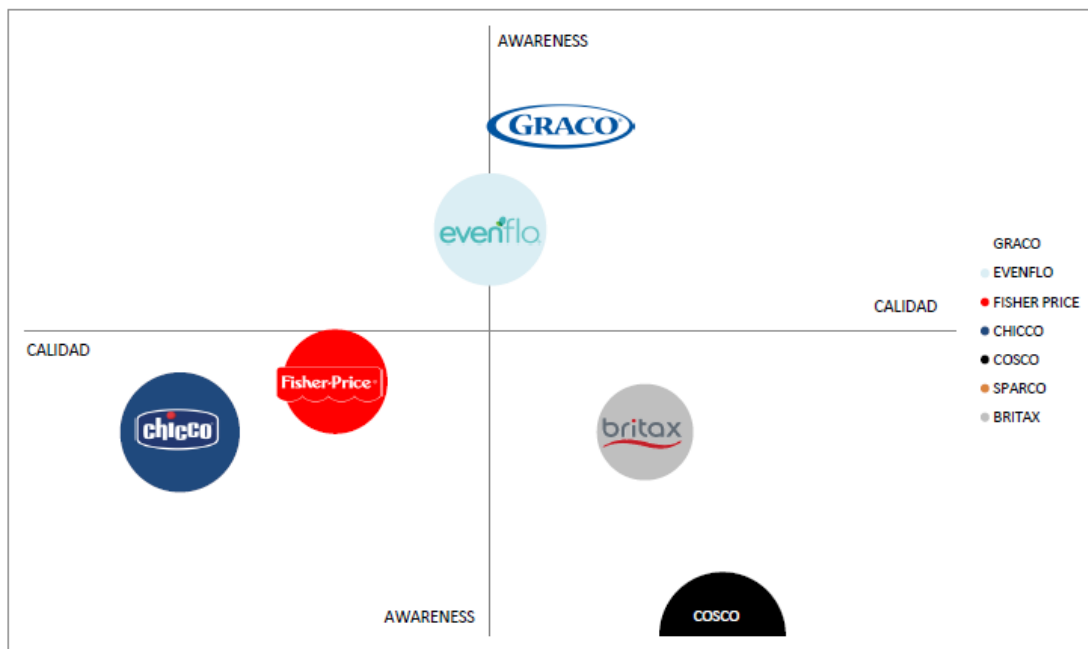 AWARENESS
GRACO
evenflo
CALIDAD
CALIDAD
Fisher-Price
chicco
britax
AWARENESS
COSCO
GRACO
EVENFLO
FISHER PRICE
CHICCO
COSCO
SPARCO
BRITAX